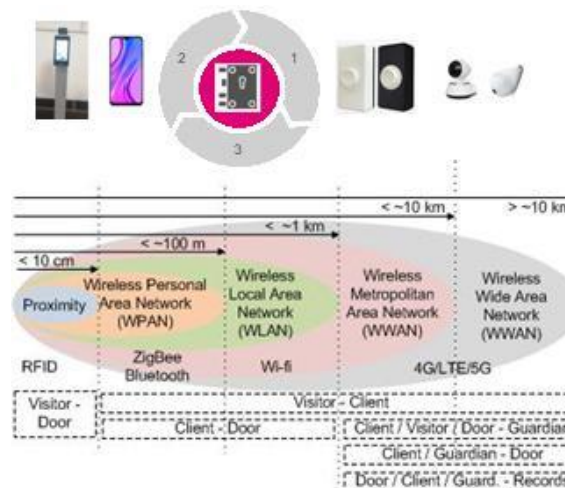 2
1
3
< ~10 km
> ~10 km
< ~1 km
< ~100 m
< 10 cm
Proximity
Wireless Personal
Area Network
(WPAN)
Wireless
Local Area
Network
(WLAN)
Wireless
Metropolitan
Area Network
(WWAN)
Wireless
Wide Area
Network
(WWAN)
RFID
ZigBee
Bluetooth
Wi-fi
4G/LTE/5G
Visitor -
Door
Visitor - Client
Client - Door
Client / Visitor / Door - Guardian
Client / Guardian - Door
Door / Client / Guard. - Records